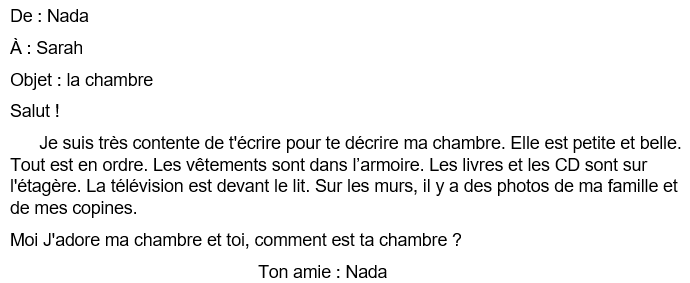 De : Nada
À : Sarah
Objet : la chambre
Salut !
Je suis très contente de t'écrire pour te décrire ma chambre. Elle est petite et belle.
Tout est en ordre. Les vêtements sont dans l’armoire. Les livres et les CD sont sur
l'étagère. La télévision est devant le lit. Sur les murs, il y a des photos de ma famille et
de mes copines.
Moi J'adore ma chambre et toi, comment est ta chambre ?
Ton amie : Nada